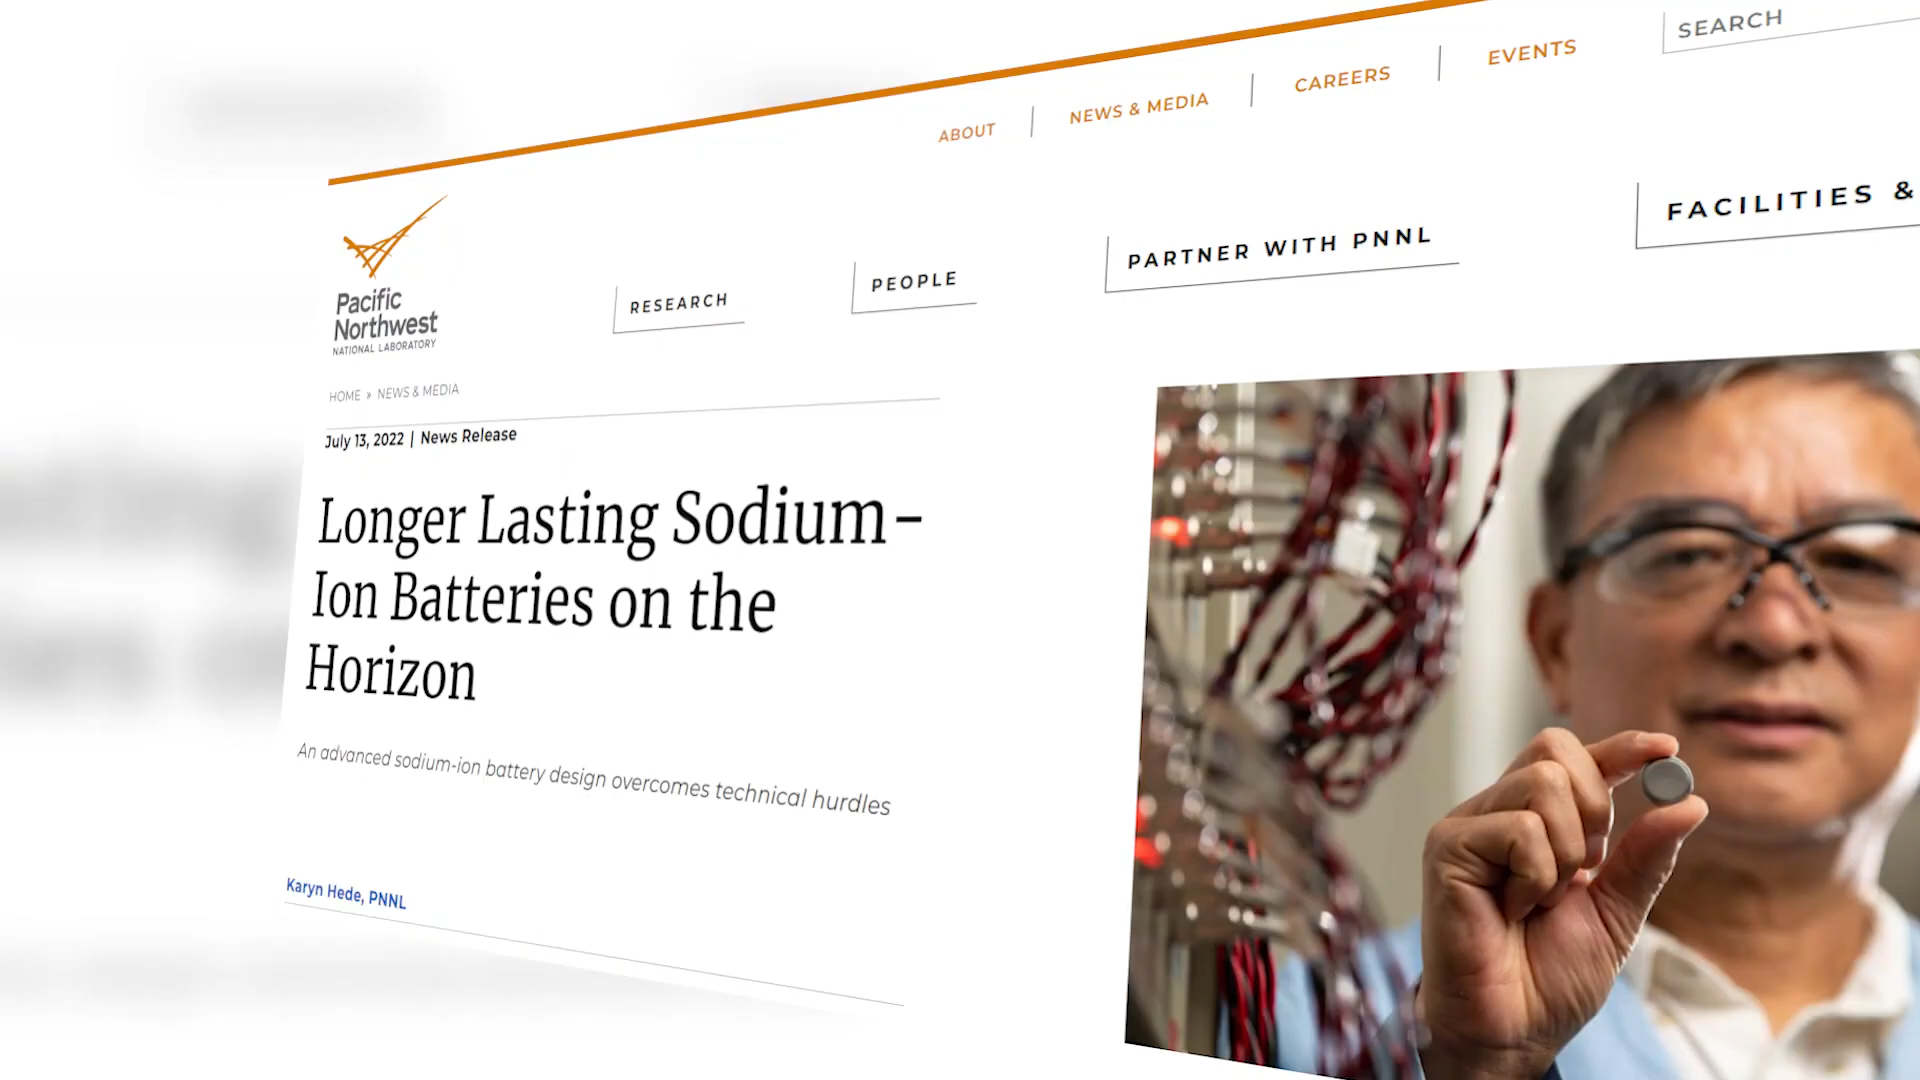 SEARCH
ABOUT
NEWS & MEDIA
CAREERS
EVENTS
Pacific
Northwest
NATIONAL LABORATORY
RESEARCH
PEOPLE
PARTNER WITH PNNL
FACILITIES &
HOME » NEWS & MEDIA
July 13, 2022 | News Release
Longer Lasting Sodium-
Ion Batteries on the
Horizon
An advanced sodium-ion battery design overcomes technical hurdles
Karyn Hede, PNNL